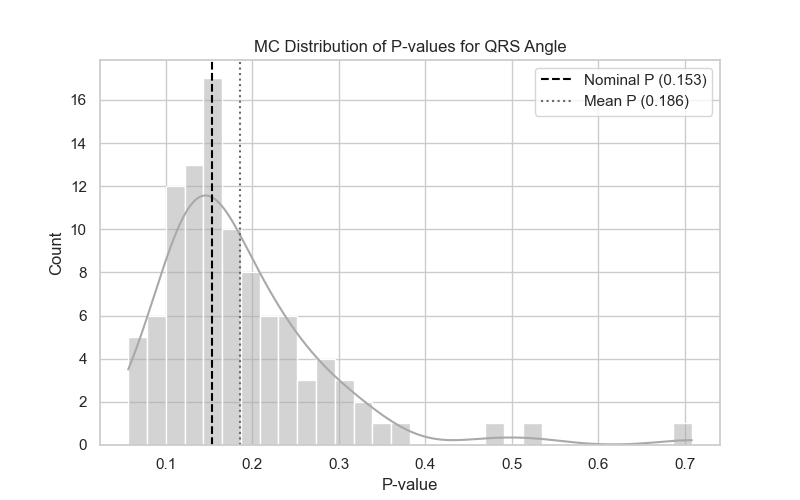 MC Distribution of P-values for QRS Angle
Nominal P (0.153)
Mean P (0.186)
Count
16
14
12
10
8
6
4
2
0
0.1 0.2 0.3 0.4 0.5 0.6 0.7
P-value